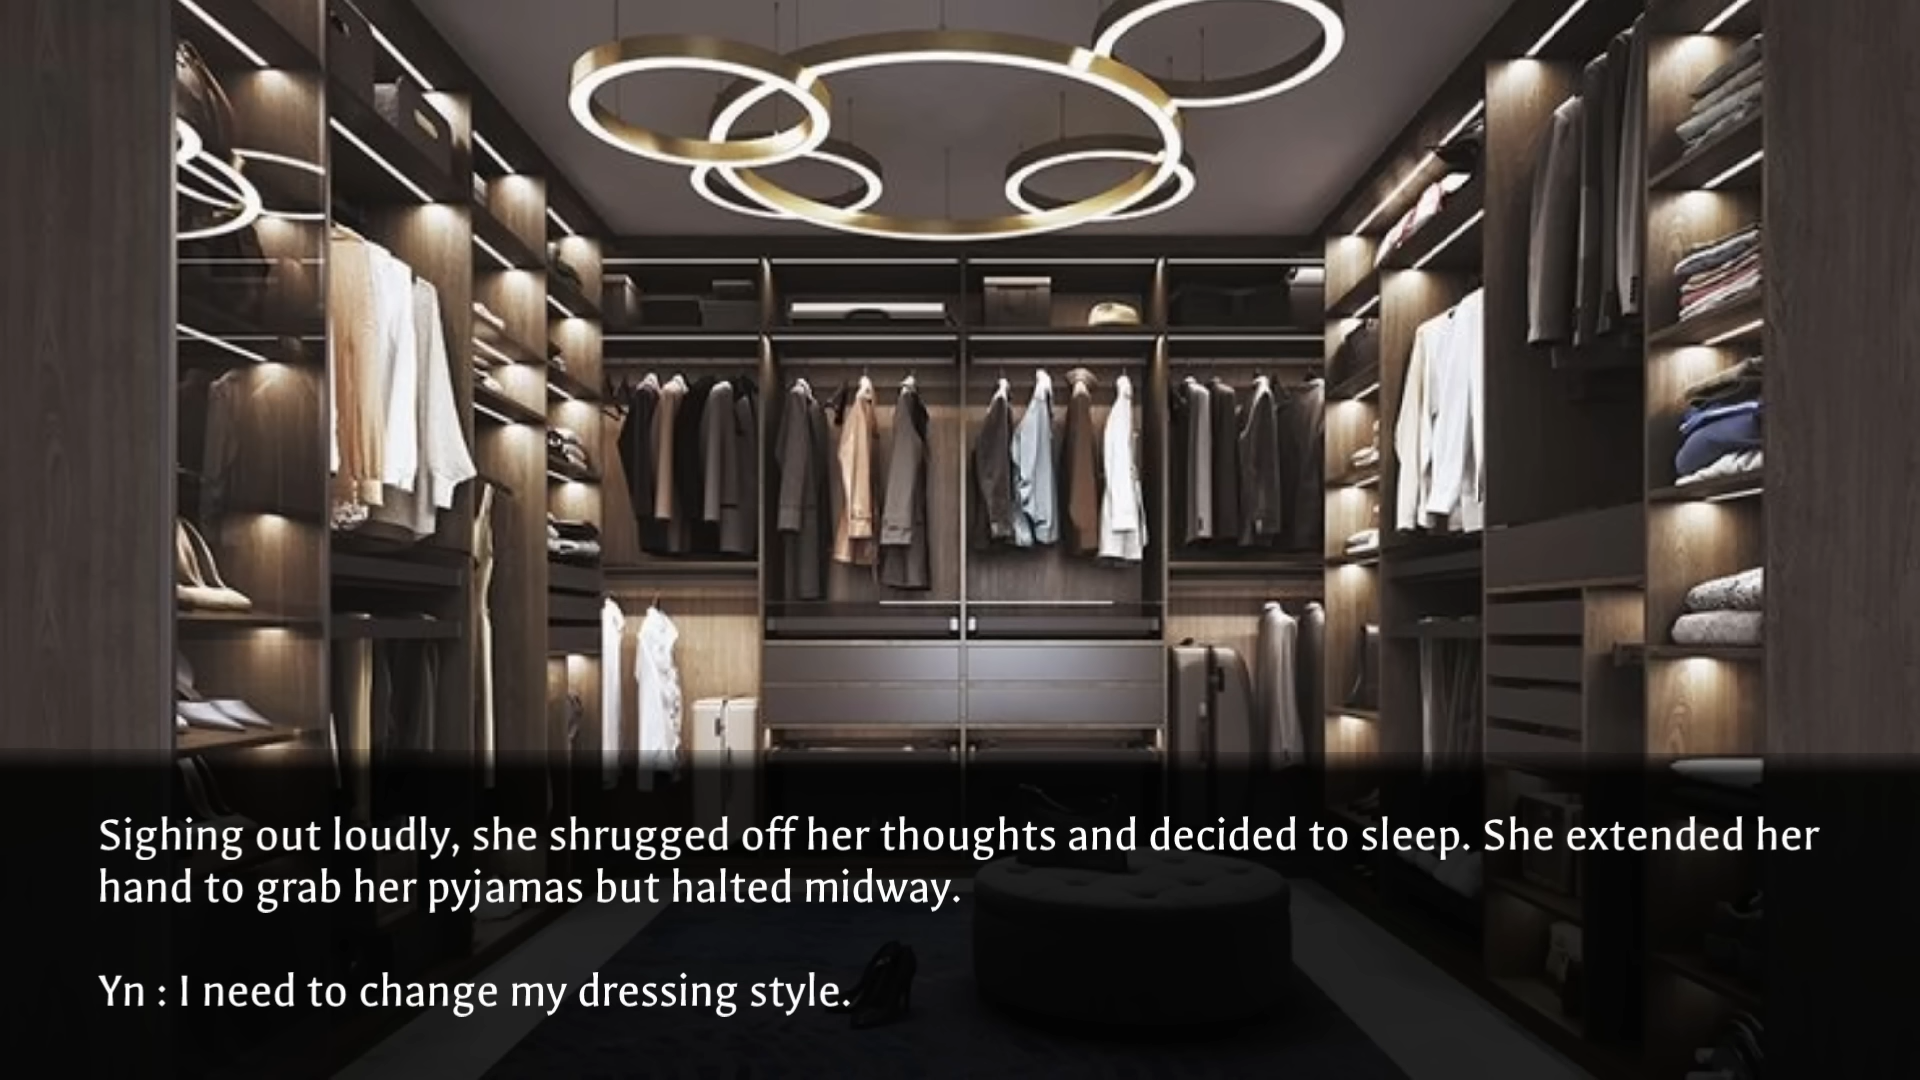 Sighing out loudly, she shrugged off her thoughts and decided to sleep. She extended her
hand to grab her pyjamas but halted midway.
Yn : I need to change my dressing style.